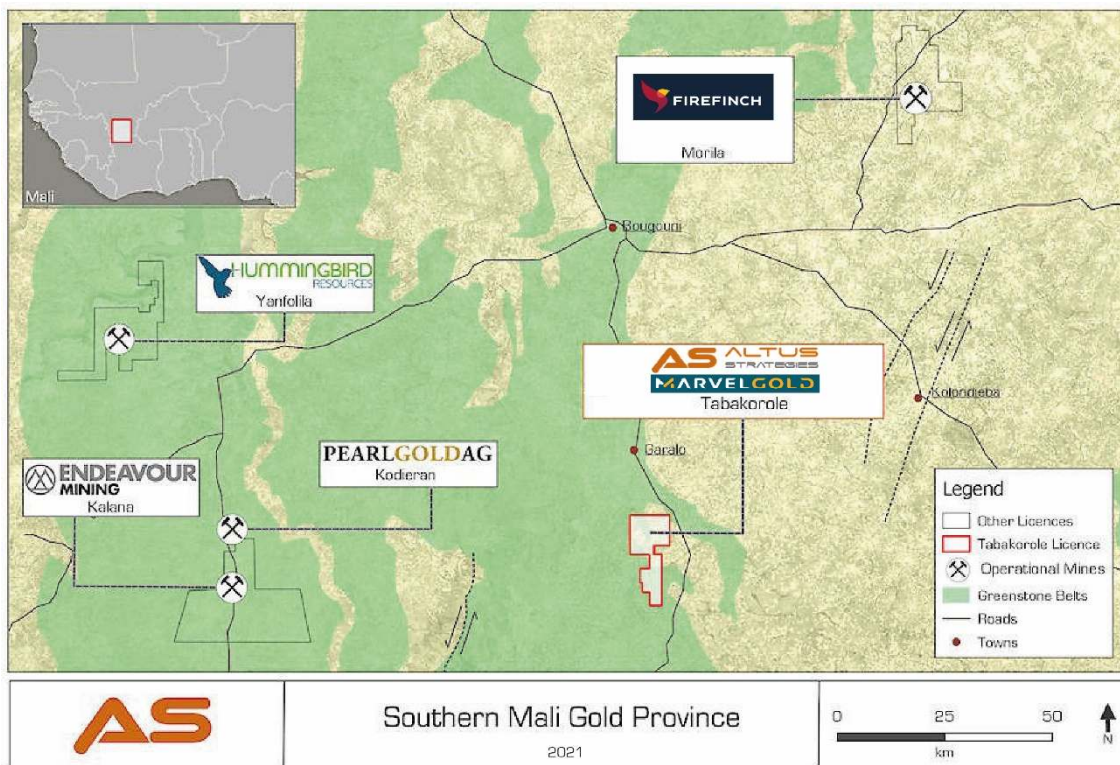 Mali
FIREFINCH
Morila
Bougouni
HUMMINGBIRD
RESOURCES
Yanfolila
AS ALTUS
STRATEGIES
MARVELGOLD
Tabakorole
Kolondieba
Garalo
PEARLGOLDAG
Kodieran
ENDEAVOUR
MINING
Kalana
Legend
Other Licences
Tabakorole Licence
Operational Mines
Greenstone Belts
Roads
Towns
AS
Southern Mali Gold Province
2021
0 25 50
km
N